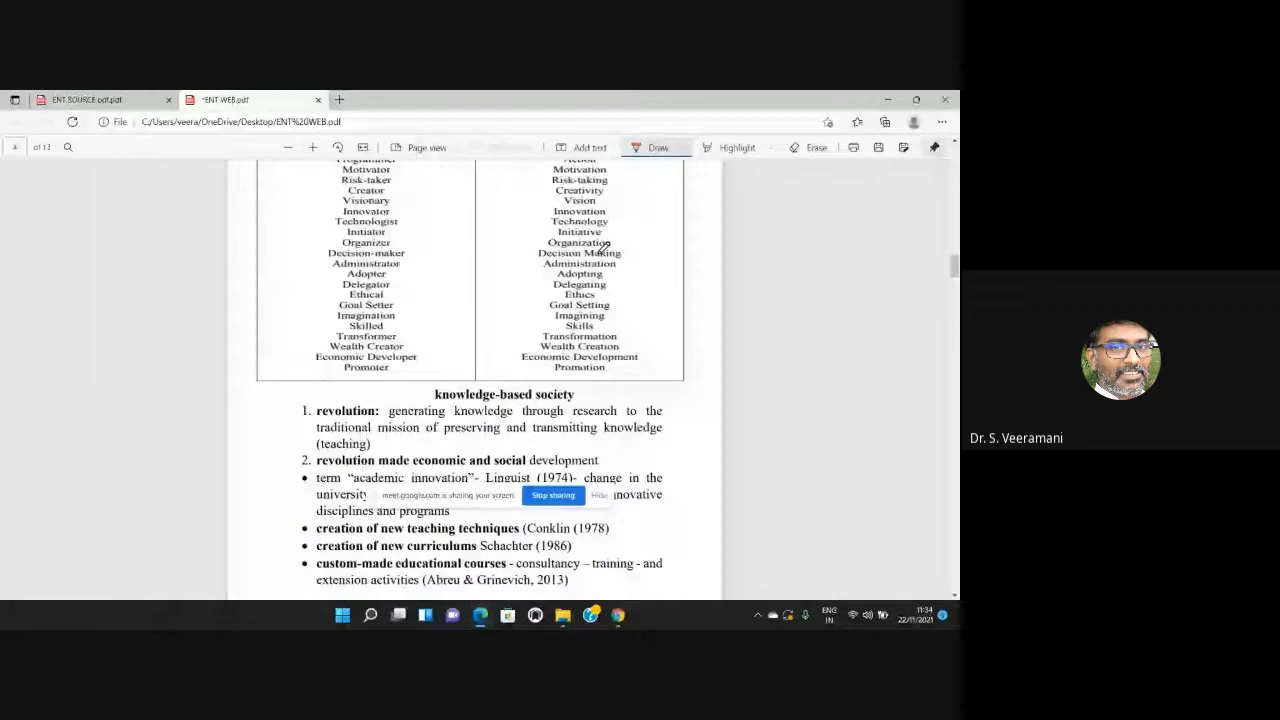 ENT SOURCE pdf.pdf
*ENT WEB.pdf
File
C:/Users/veera/OneDrive/Desktop/ENT%20WEB.pdf
4 of 13
Page view
Add text
Draw
Highlight
Erase
Programmer Action
Motivator Motivation
Risk-taker Risk-taking
Creator Creativity
Visionary Vision
Innovator Innovation
Technologist Technology
Initiator Initiative
Organizer Organization
Decision-maker Decision Making
Administrator Administration
Adopter Adopting
Delegator Delegating
Ethical Ethics
Goal Setter Goal Setting
Imagination Imagining
Skilled Skills
Transformer Transformation
Wealth Creator Wealth Creation
Economic Developer Economic Development
Promoter Promotion
knowledge-based society
1. revolution: generating knowledge through research to the
traditional mission of preserving and transmitting knowledge
(teaching)
2. revolution made economic and social development
• term “academic innovation”- Linguist (1974)- change in the
university
meet.google.com is sharing your screen. Stop sharing Hide
disciplines and programs
• creation of new teaching techniques (Conklin (1978)
• creation of new curriculums Schachter (1986)
• custom-made educational courses - consultancy – training - and
extension activities (Abreu & Grinevich, 2013)
Dr. S. Veeramani
ENG
IN
11:34
22/11/2021